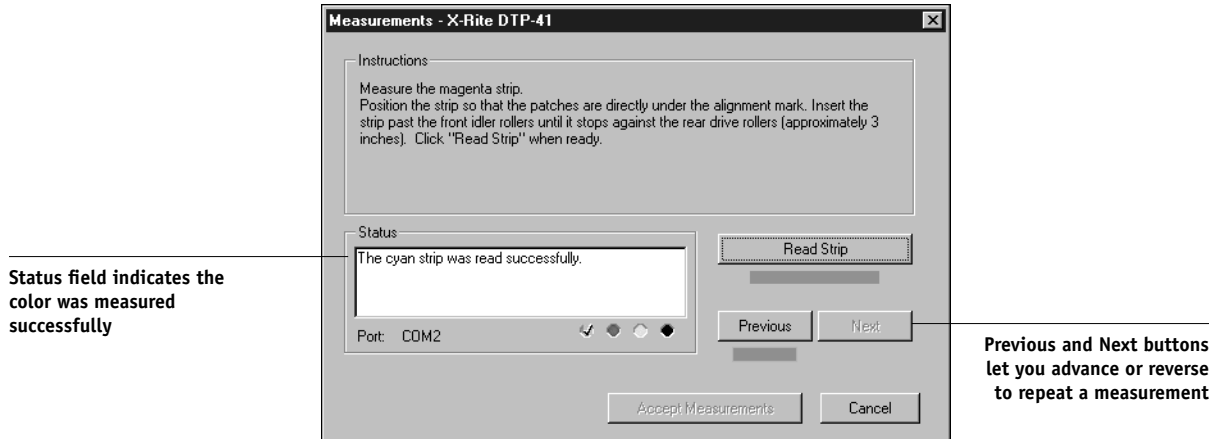 Measurements - X-Rite DTP-41
Instructions
Measure the magenta strip.
Position the strip so that the patches are directly under the alignment mark. Insert the
strip past the front idler rollers until it stops against the rear drive rollers (approximately 3
inches). Click "Read Strip" when ready.
Status
The cyan strip was read successfully.
Read Strip
Status field indicates the
color was measured
successfully
Port: COM2
Previous
Next
Previous and Next buttons
let you advance or reverse
to repeat a measurement
Accept Measurements
Cancel